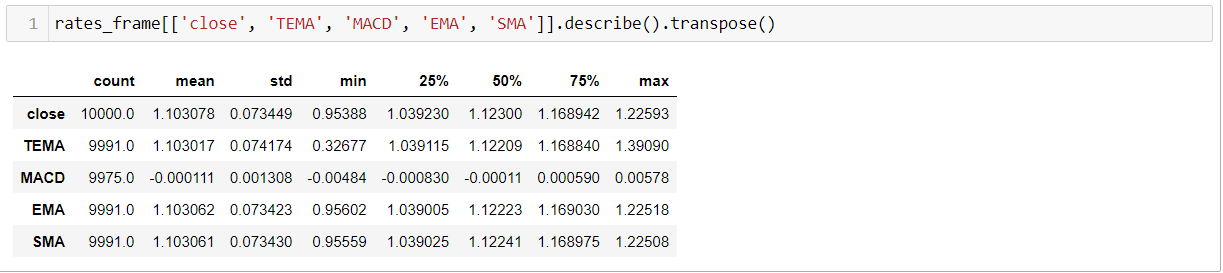 1 rates_frame[['close', 'TEMA', 'MACD', 'EMA', 'SMA']].describe().transpose()
count mean std min 25% 50% 75% max
close 10000.0 1.103078 0.073449 0.95388 1.039230 1.12300 1.168942 1.22593
TEMA 9991.0 1.103017 0.074174 0.32677 1.039115 1.12209 1.168840 1.39090
MACD 9975.0 -0.000111 0.001308 -0.00484 -0.000830 -0.00011 0.000590 0.00578
EMA 9991.0 1.103062 0.073423 0.95602 1.039005 1.12223 1.169030 1.22518
SMA 9991.0 1.103061 0.073430 0.95559 1.039025 1.12241 1.168975 1.22508